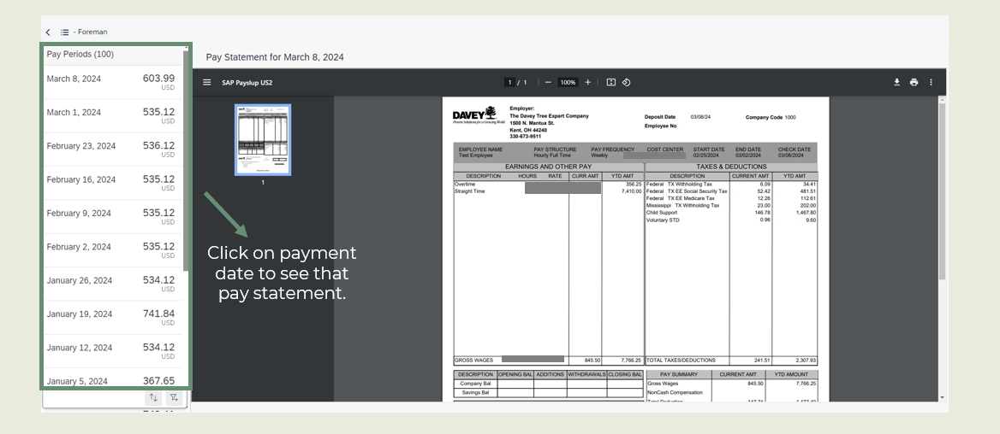 - Foreman
Pay Periods (100)
March 8, 2024 603.99
USD
March 1, 2024 535.12
USD
February 23, 2024 536.12
USD
February 16, 2024 535.12
USD
February 9, 2024 535.12
USD
February 2, 2024 535.12
USD
January 26, 2024 534.12
USD
January 19, 2024 741.84
USD
January 12, 2024 534.12
USD
January 5, 2024 367.65
Pay Statement for March 8, 2024
SAP Payslup US2
1 / 1 100%
1
Click on payment
date to see that
pay statement.
DAVEY
Proven Solutions for a Growing World
Employer:
The Davey Tree Expert Company
1500 N. Mantua St.
Kent, OH 44240
330-673-9511
Deposit Date 03/08/24 Company Code 1000
Employee No
EMPLOYEE NAME PAY STRUCTURE PAY FREQUENCY COST CENTER START DATE END DATE CHECK DATE
Test Employee Hourly Full Time Weekly 02/25/2024 03/02/2024 03/08/2024
EARNINGS AND OTHER PAY TAXES & DEDUCTIONS
DESCRIPTION HOURS RATE CURR AMT YTD AMT DESCRIPTION CURRENT AMT YTD AMT
Overtime 356.25 Federal TX Withholding Tax 6.09 34.41
Straight Time 7,410.00 Federal TX EE Social Security Tax 52.42 481.51
Federal TX EE Medicare Tax 12.26 112.61
Mississippi TX Withholding Tax 23.00 202.00
Child Support 146.78 1,467.80
Voluntary STD 0.96 9.60
GROSS WAGES 845.50 7,766.25 TOTAL TAXES/DEDUCTIONS 241.51 2,307.93
DESCRIPTION OPENING BAL ADDITIONS WITHDRAWALS CLOSING BAL PAY SUMMARY CURRENT AMT YTD AMOUNT
Company Bal Gross Wages 845.50 7,766.25
Savings Bal NonCash Compensation